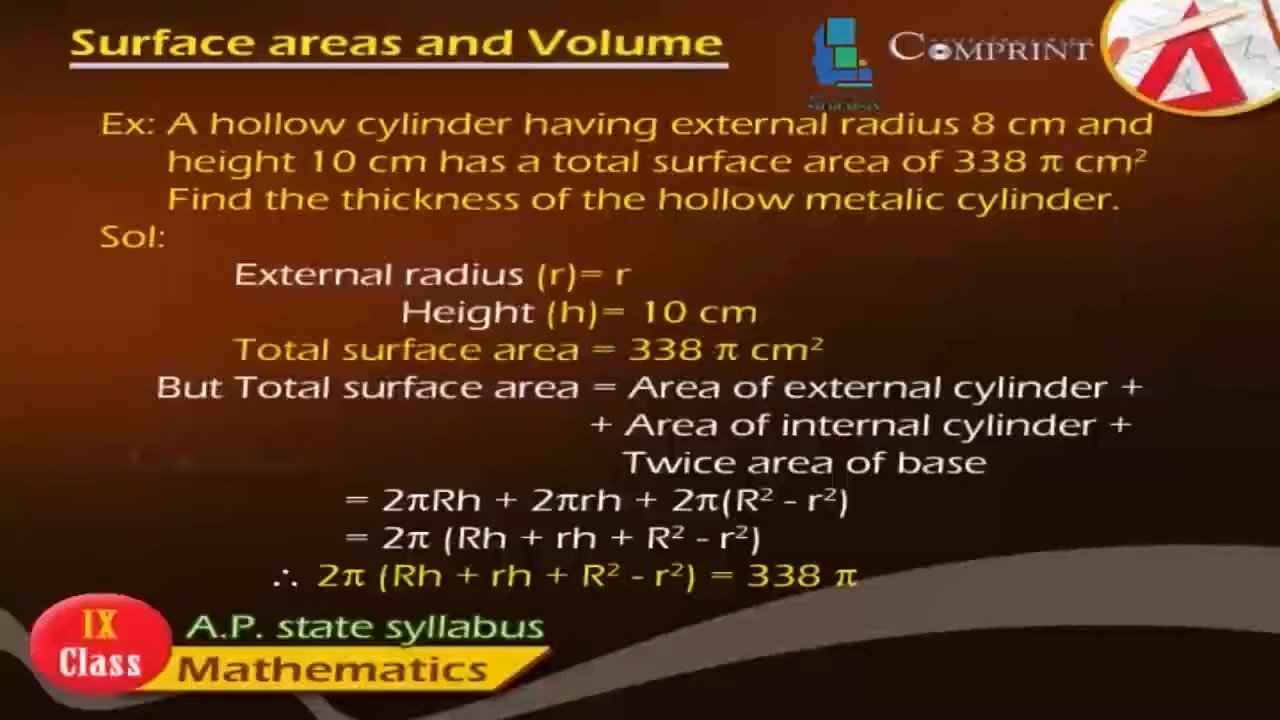 Surface areas and Volume
COMPRINT
Ex: A hollow cylinder having external radius 8 cm and
height 10 cm has a total surface area of 338 π cm²
Find the thickness of the hollow metalic cylinder.
Sol:
External radius (r)= r
Height (h)= 10 cm
Total surface area = 338 π cm²
But Total surface area = Area of external cylinder +
+ Area of internal cylinder +
Twice area of base
= 2πRh + 2πrh + 2π(R² - r²)
= 2π (Rh + rh + R² - r²)
∴ 2π (Rh + rh + R² - r²) = 338 π
IX
Class
A.P. state syllabus
Mathematics